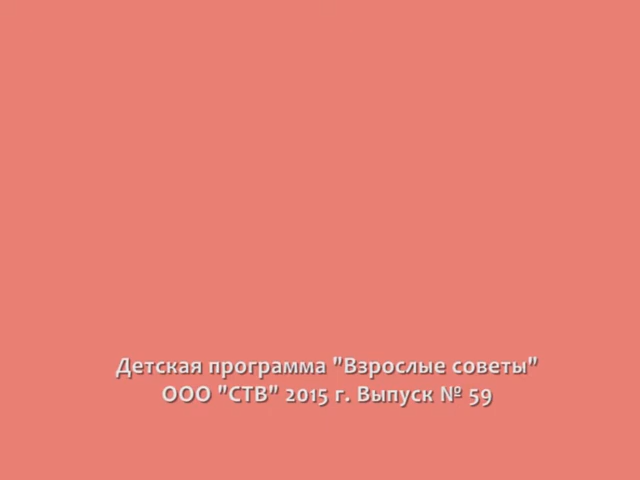 Детская программа "Взрослые советы"
ООО "СТВ" 2015 г. Выпуск № 59